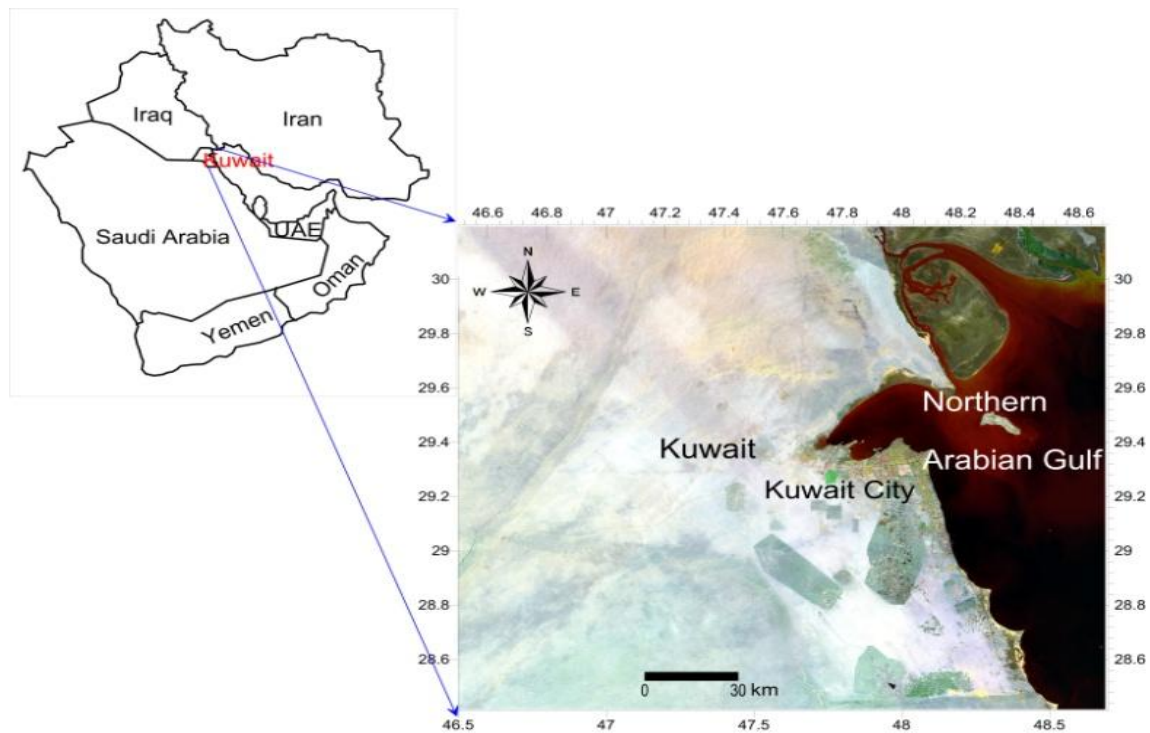 Iraq
Iran
Kuwait
Saudi Arabia
UAE
Oman
Yemen
46.6 46.8 47 47.2 47.4 47.6 47.8 48 48.2 48.4 48.6
N
W E
S
30 30
29.8 29.8
29.6 29.6
Northern
29.4 29.4
Kuwait
Arabian Gulf
Kuwait City
29.2 29.2
29 29
28.8 28.8
28.6 28.6
0 30 km
46.5 47 47.5 48 48.5